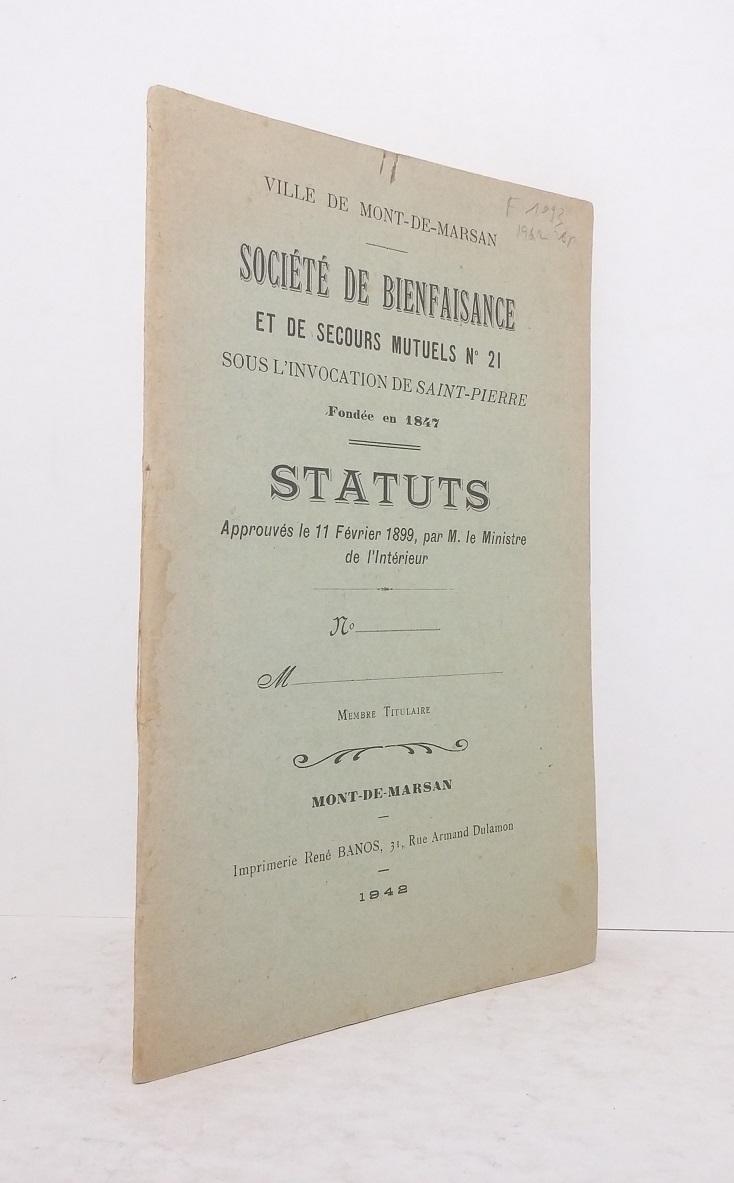 VILLE DE MONT-DE-MARSAN
SOCIÉTÉ DE BIENFAISANCE
ET DE SECOURS MUTUELS N° 21
SOUS L'INVOCATION DE SAINT-PIERRE
Fondée en 1847
STATUTS
Approuvés le 11 Février 1899, par M. le Ministre
de l'Intérieur
No
M
MEMBRE TITULAIRE
MONT-DE-MARSAN
Imprimerie René BANOS, 31, Rue Armand Dulamon
1942